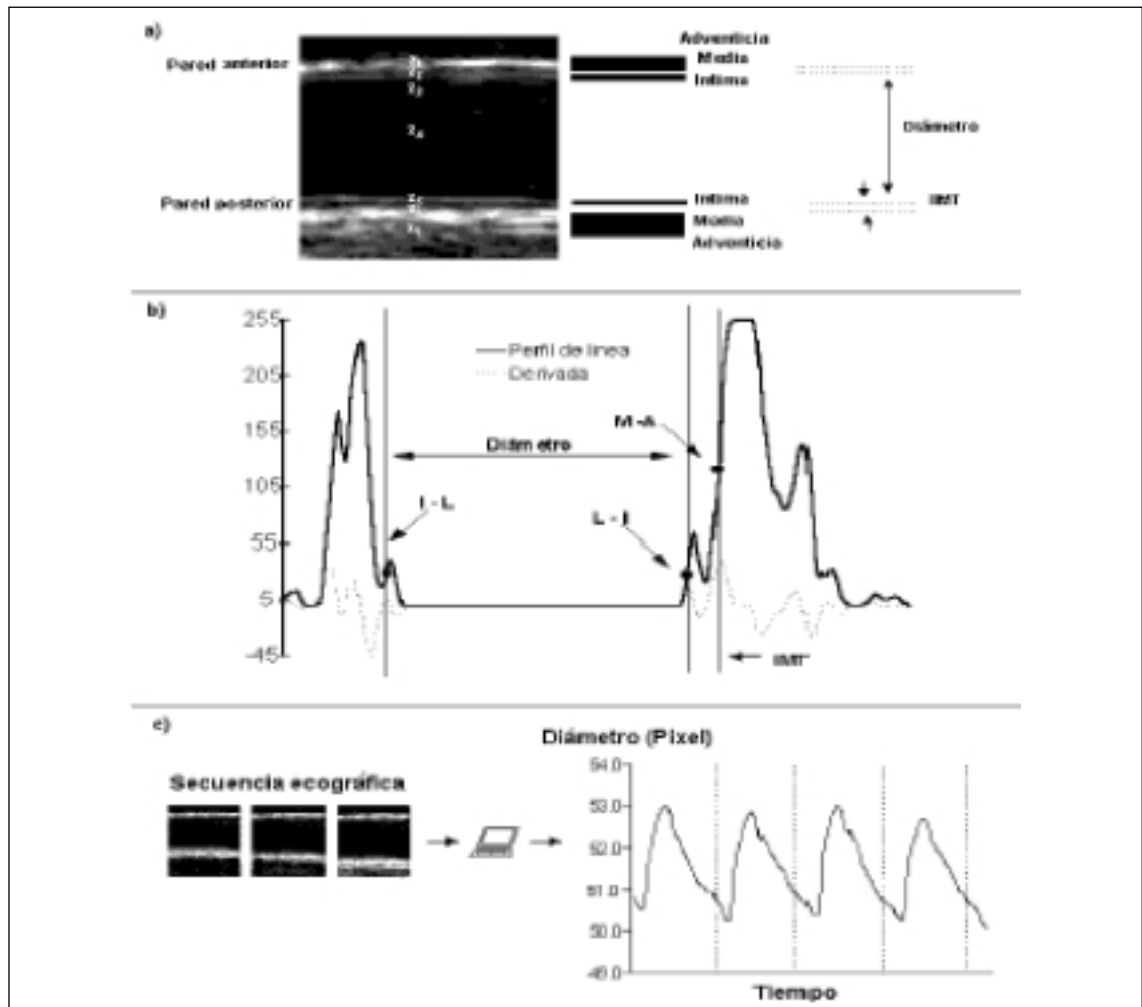 a)
Adventicia
Pared anterior
Media
Intima
Diámetro
Pared posterior
Intima
IMT
Media
Adventicia
b)
255
205
155
105
55
5
-45
Perfil de línea
Derivada
M-A
Diámetro
I - L
L - I
IMT
c)
Diámetro (Pixel)
Secuencia ecográfica
54.0
53.0
52.0
51.0
50.0
49.0
Tiempo